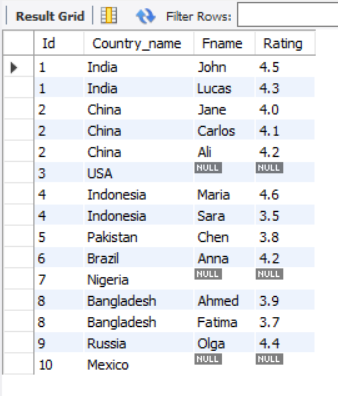 Result Grid Filter Rows:
Id Country_name Fname Rating
1 India John 4.5
1 India Lucas 4.3
2 China Jane 4.0
2 China Carlos 4.1
2 China Ali 4.2
3 USA NULL NULL
4 Indonesia Maria 4.6
4 Indonesia Sara 3.5
5 Pakistan Chen 3.8
6 Brazil Anna 4.2
7 Nigeria NULL NULL
8 Bangladesh Ahmed 3.9
8 Bangladesh Fatima 3.7
9 Russia Olga 4.4
10 Mexico NULL NULL